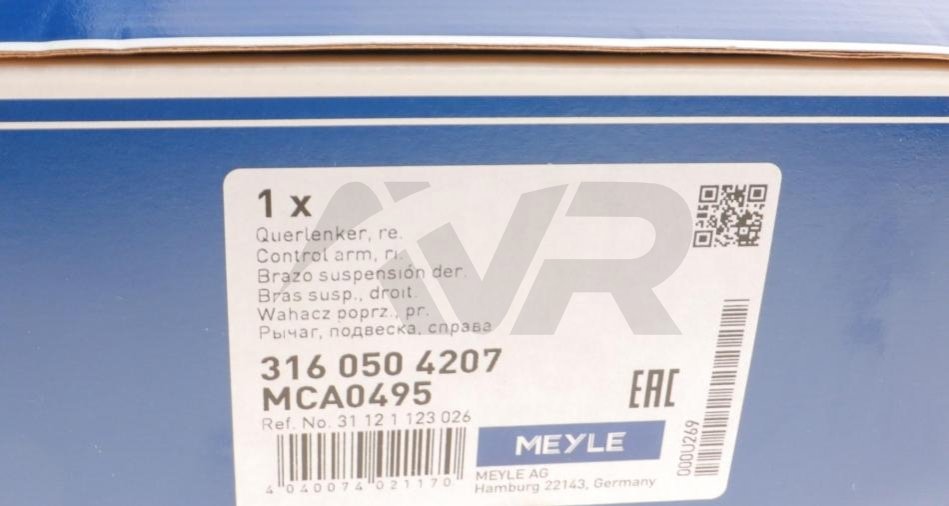 1 x
Querlenker, re.
Control arm, ri.
Brazo suspensión der.
Bras susp., droit.
Wahacz poprz., pr.
Рычаг, подвеска, справа
316 050 4207
MCA0495
Ref. No. 31 12 1 123 026
EAC
MEYLE
MEYLE AG
Hamburg 22143, Germany
4 040074 021170
000U269
AVR